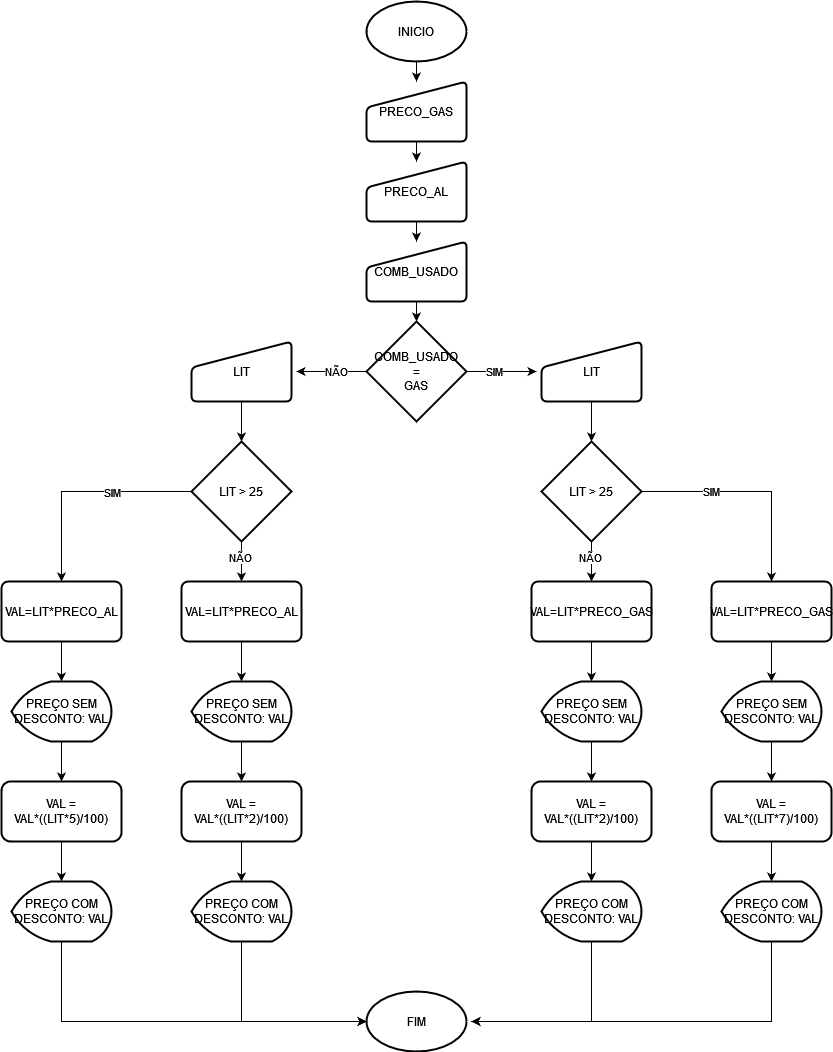 INICIO
PRECO_GAS
PRECO_AL
COMB_USADO
LIT
NÃO
COMB_USADO
=
GAS
SIM
LIT
LIT > 25
LIT > 25
SIM
SIM
NÃO
NÃO
VAL=LIT*PRECO_AL
VAL=LIT*PRECO_AL
VAL=LIT*PRECO_GAS
VAL=LIT*PRECO_GAS
PREÇO SEM
DESCONTO: VAL
PREÇO SEM
DESCONTO: VAL
PREÇO SEM
DESCONTO: VAL
PREÇO SEM
DESCONTO: VAL
VAL =
VAL*((LIT*5)/100)
VAL =
VAL*((LIT*2)/100)
VAL =
VAL*((LIT*2)/100)
VAL =
VAL*((LIT*7)/100)
PREÇO COM
DESCONTO: VAL
PREÇO COM
DESCONTO: VAL
PREÇO COM
DESCONTO: VAL
PREÇO COM
DESCONTO: VAL
FIM